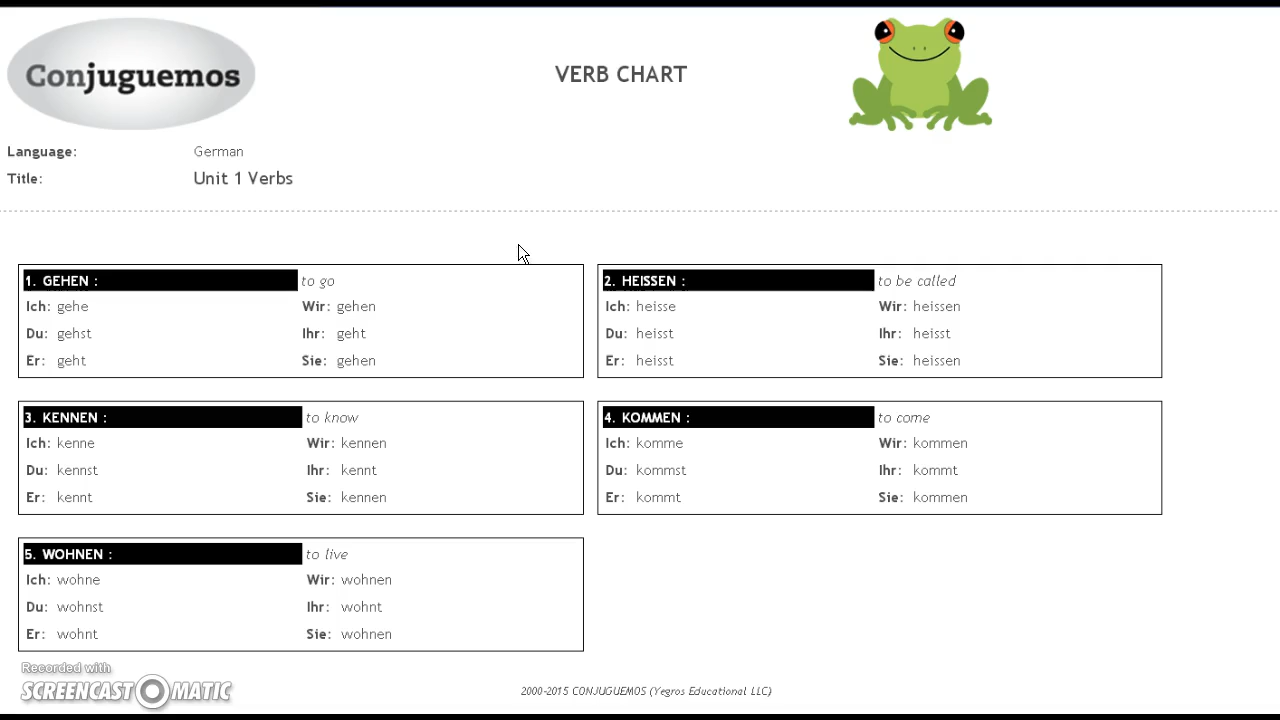 Conjuguemos
VERB CHART
Language: German
Title: Unit 1 Verbs
1. GEHEN : to go
Ich: gehe Wir: gehen
Du: gehst Ihr: geht
Er: geht Sie: gehen
2. HEISSEN : to be called
Ich: heisse Wir: heissen
Du: heisst Ihr: heisst
Er: heisst Sie: heissen
3. KENNEN : to know
Ich: kenne Wir: kennen
Du: kennst Ihr: kennt
Er: kennt Sie: kennen
4. KOMMEN : to come
Ich: komme Wir: kommen
Du: kommst Ihr: kommt
Er: kommt Sie: kommen
5. WOHNEN : to live
Ich: wohne Wir: wohnen
Du: wohnst Ihr: wohnt
Er: wohnt Sie: wohnen
Recorded with
SCREENCAST-O-MATIC
2000-2015 CONJUGUEMOS (Yegros Educational LLC)